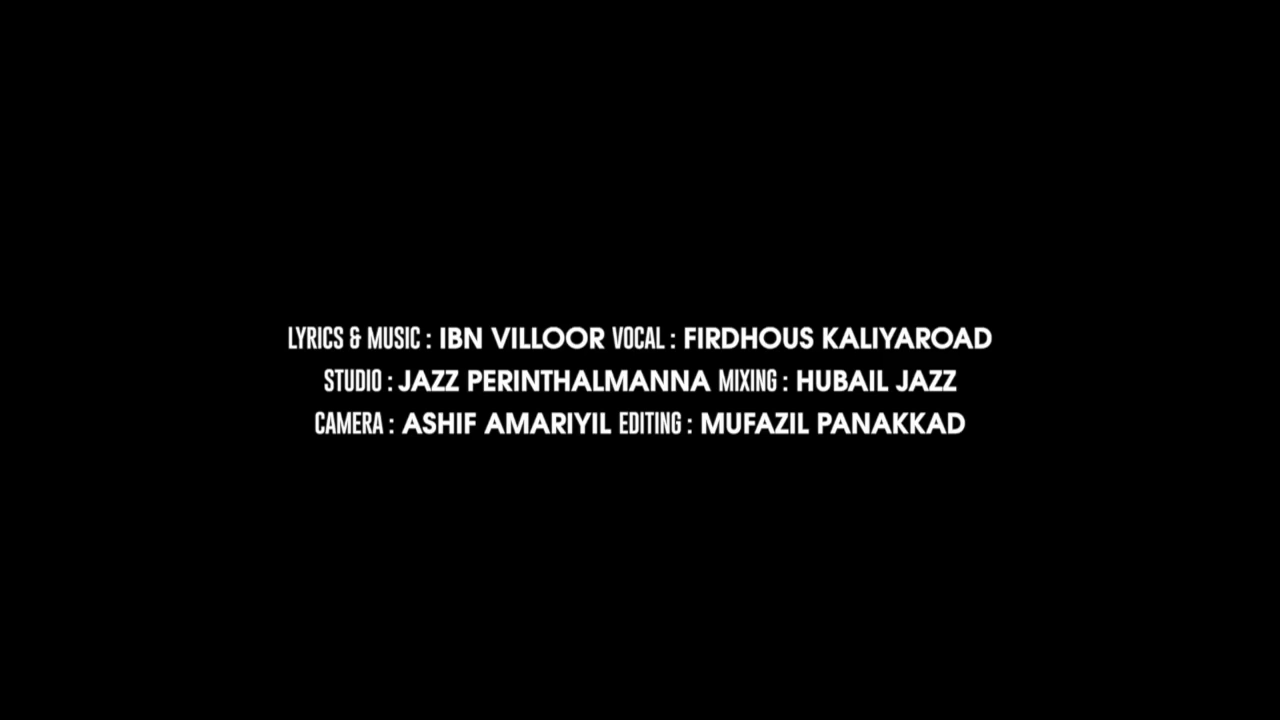 LYRICS & MUSIC : IBN VILLOOR VOCAL : FIRDHOUS KALIYAROAD
STUDIO : JAZZ PERINTHALMANNA MIXING : HUBAIL JAZZ
CAMERA : ASHIF AMARIYIL EDITING : MUFAZIL PANAKKAD